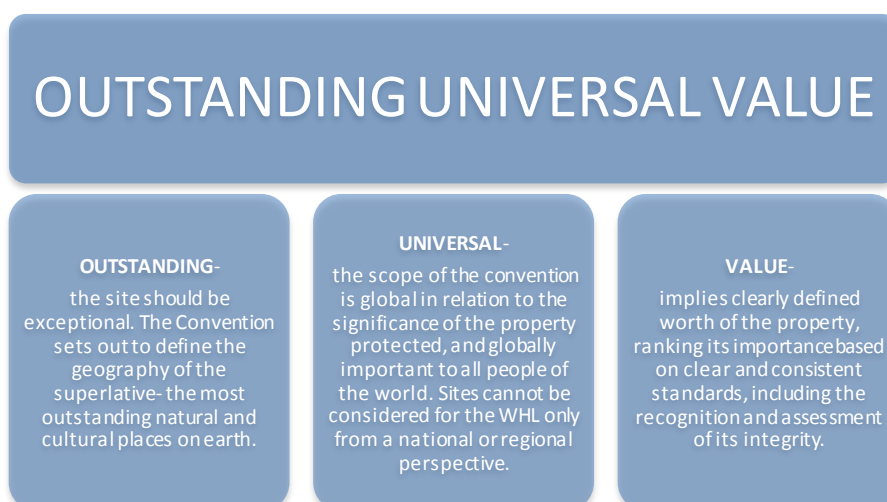 OUTSTANDING UNIVERSAL VALUE
OUTSTANDING-
the site should be
exceptional. The Convention
sets out to define the
geography of the
superlative- the most
outstanding natural and
cultural places on earth.
UNIVERSAL-
the scope of the convention
is global in relation to the
significance of the property
protected, and globally
important to all people of
the world. Sites cannot be
considered for the WHL only
from a national or regional
perspective.
VALUE-
implies clearly defined
worth of the property,
ranking its importance based
on clear and consistent
standards, including the
recognition and assessment
of its integrity.